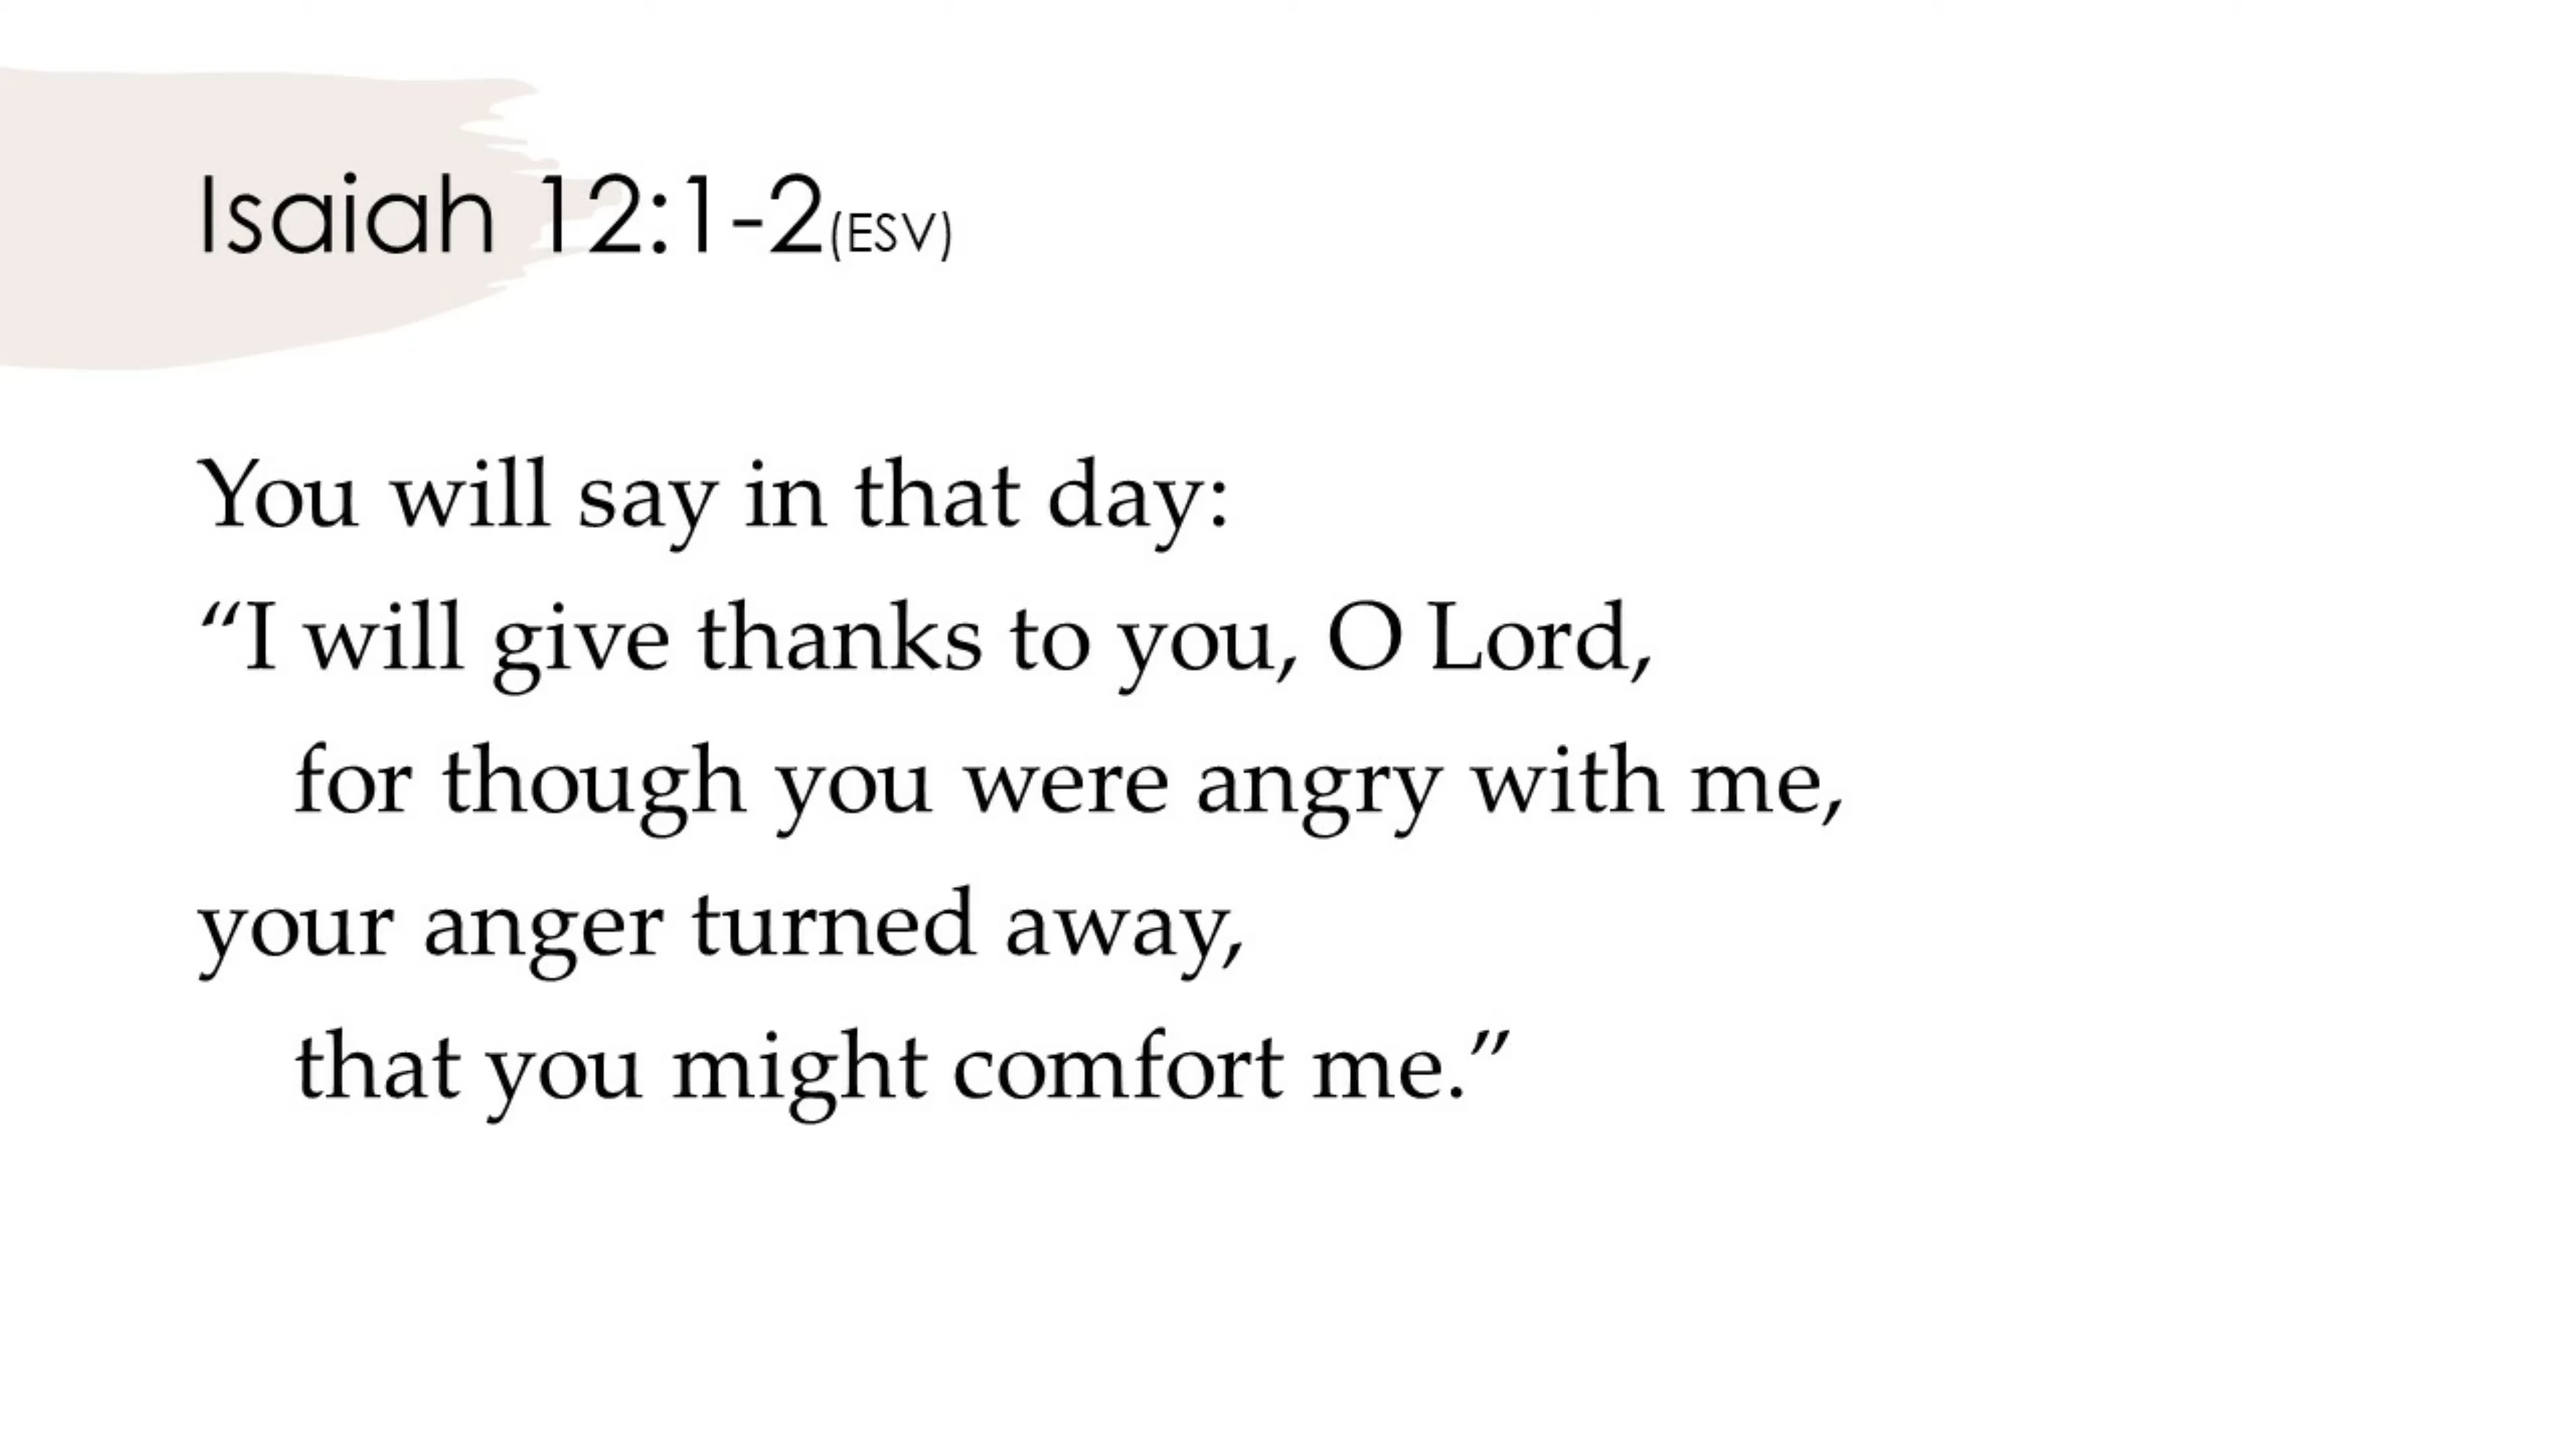 Isaiah 12:1-2(ESV)
You will say in that day:
“I will give thanks to you, O Lord,
for though you were angry with me,
your anger turned away,
that you might comfort me.”